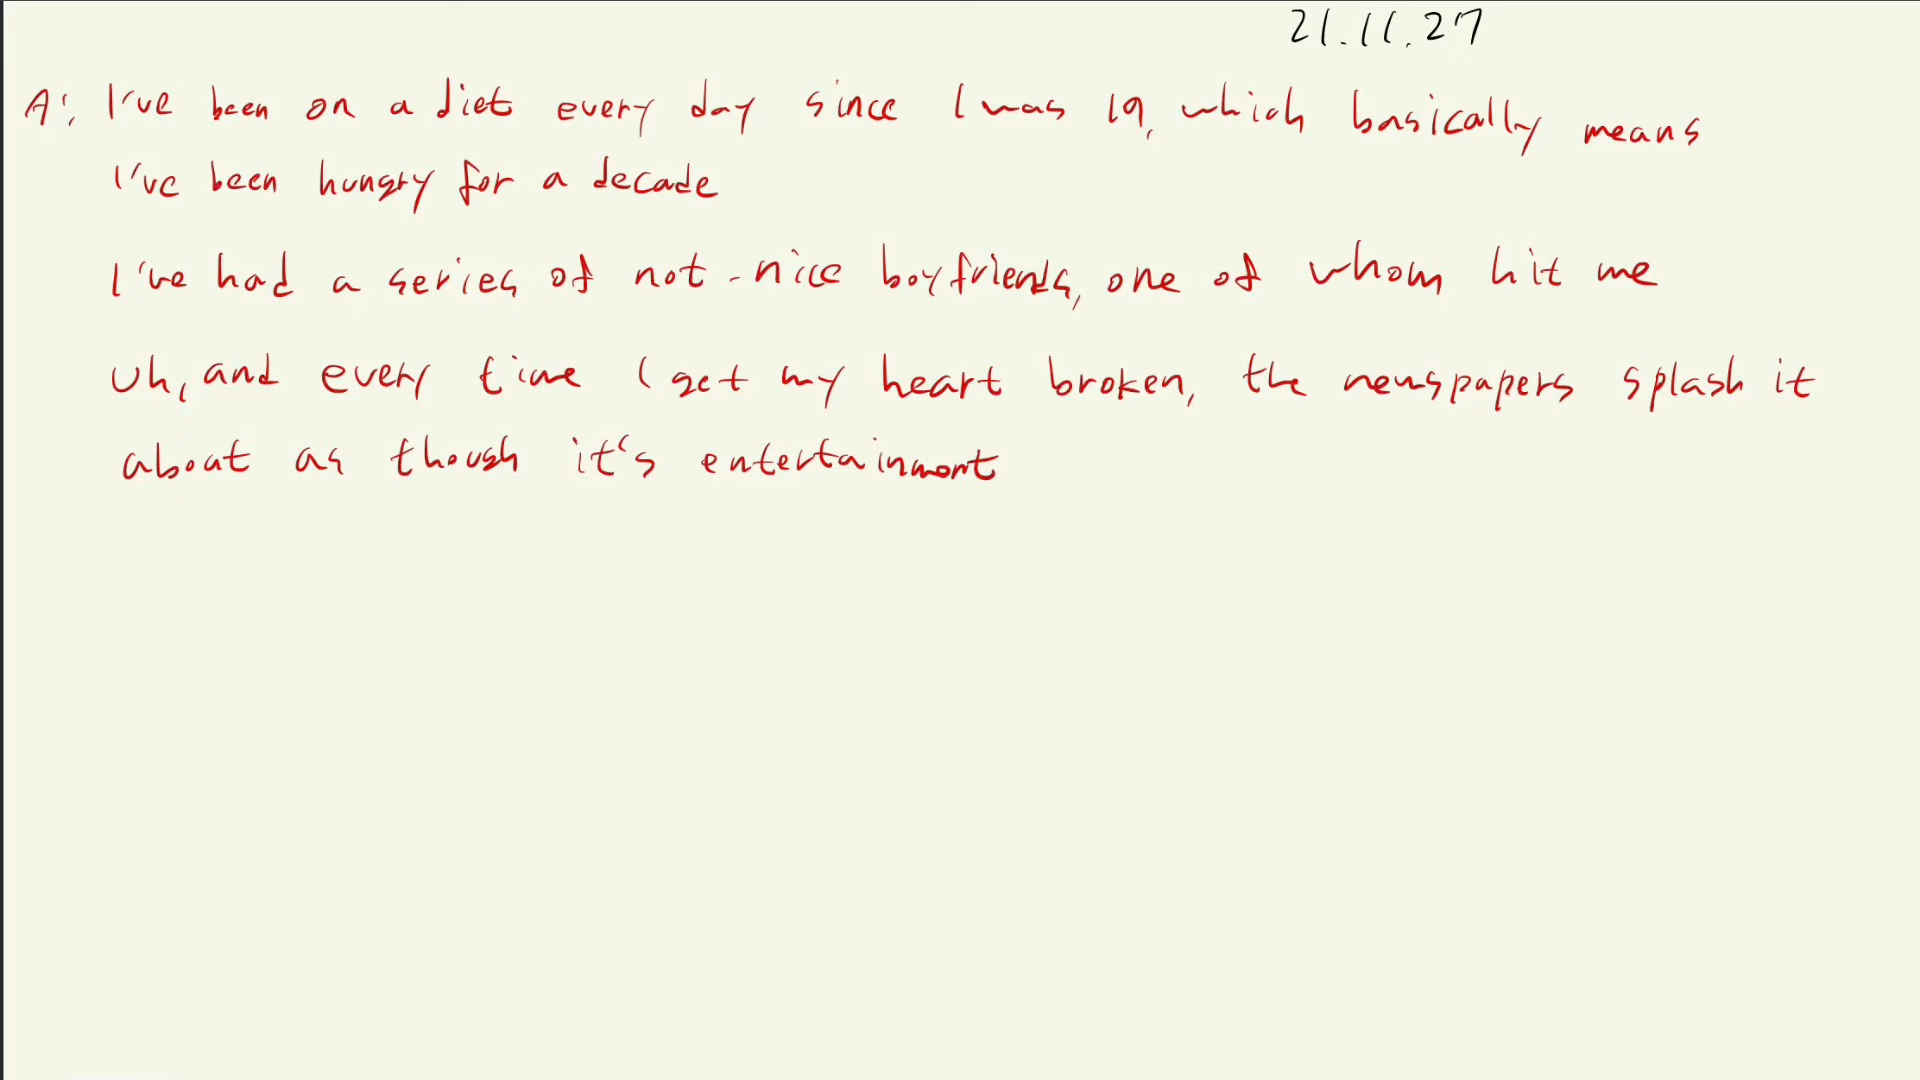 21.11.27
A: I've been on a diet every day since I was 19, which basically means
I've been hungry for a decade
I've had a series of not-nice boyfriends, one of whom hit me
Uh, and every time I get my heart broken, the newspapers splash it
about as though it's entertainment